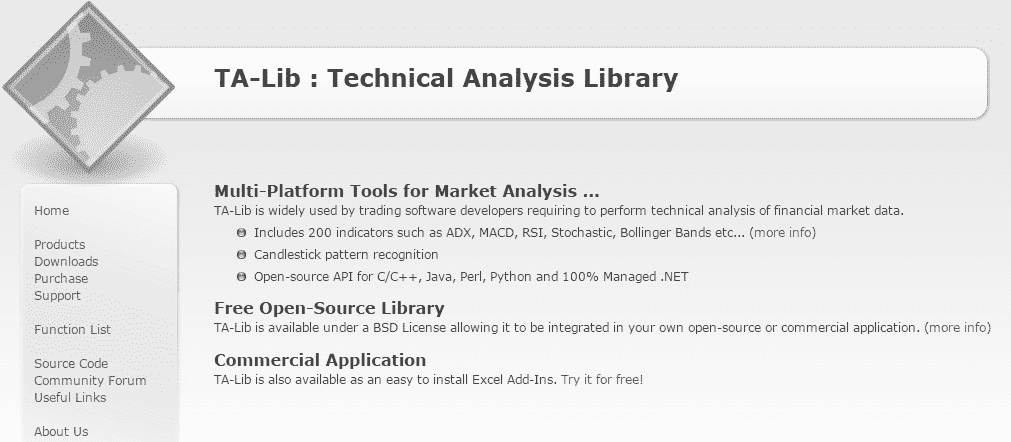 TA-Lib : Technical Analysis Library
Home
Products
Downloads
Purchase
Support
Function List
Source Code
Community Forum
Useful Links
About Us
Multi-Platform Tools for Market Analysis ...
TA-Lib is widely used by trading software developers requiring to perform technical analysis of financial market data.
Includes 200 indicators such as ADX, MACD, RSI, Stochastic, Bollinger Bands etc... (more info)
Candlestick pattern recognition
Open-source API for C/C++, Java, Perl, Python and 100% Managed .NET
Free Open-Source Library
TA-Lib is available under a BSD License allowing it to be integrated in your own open-source or commercial application. (more info)
Commercial Application
TA-Lib is also available as an easy to install Excel Add-Ins. Try it for free!